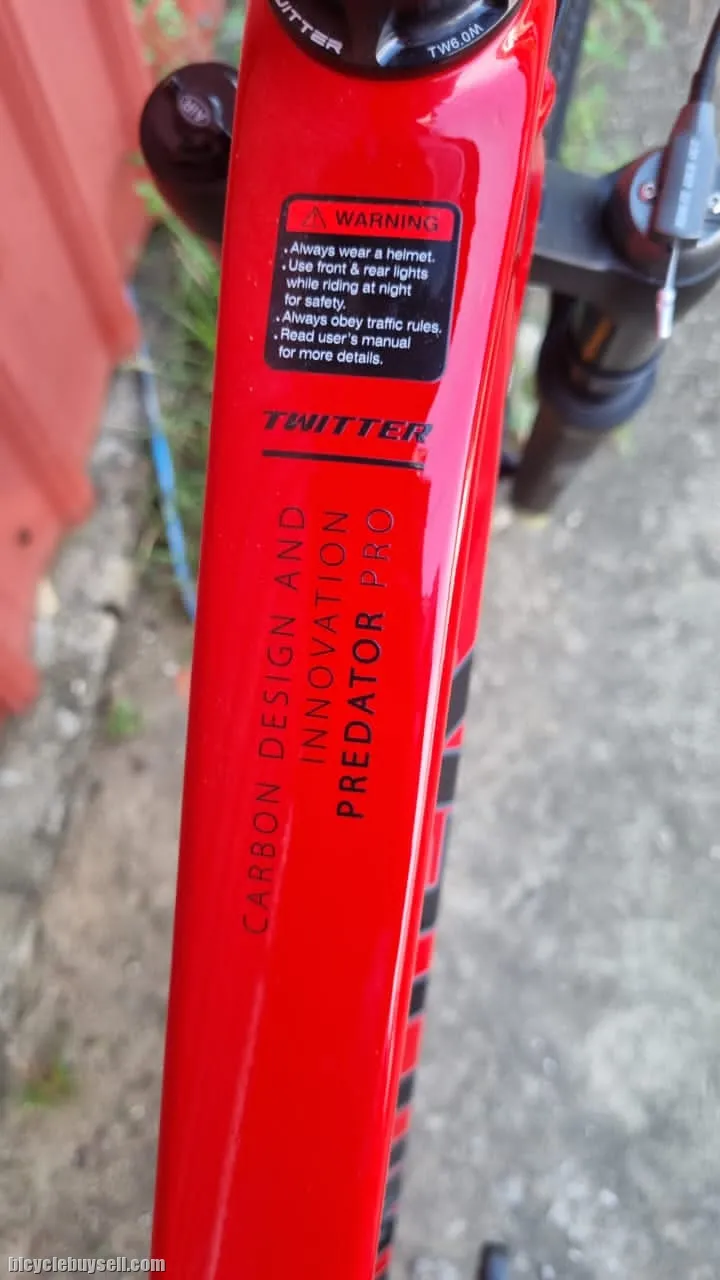 TWITTER
TW6.0M
AIR
WARNING
.Always wear a helmet.
.Use front & rear lights
while riding at night
for safety.
.Always obey traffic rules.
.Read user's manual
for more details.
TWITTER
CARBON DESIGN AND
INNOVATION
PREDATOR PRO
bicyclebuysell.com